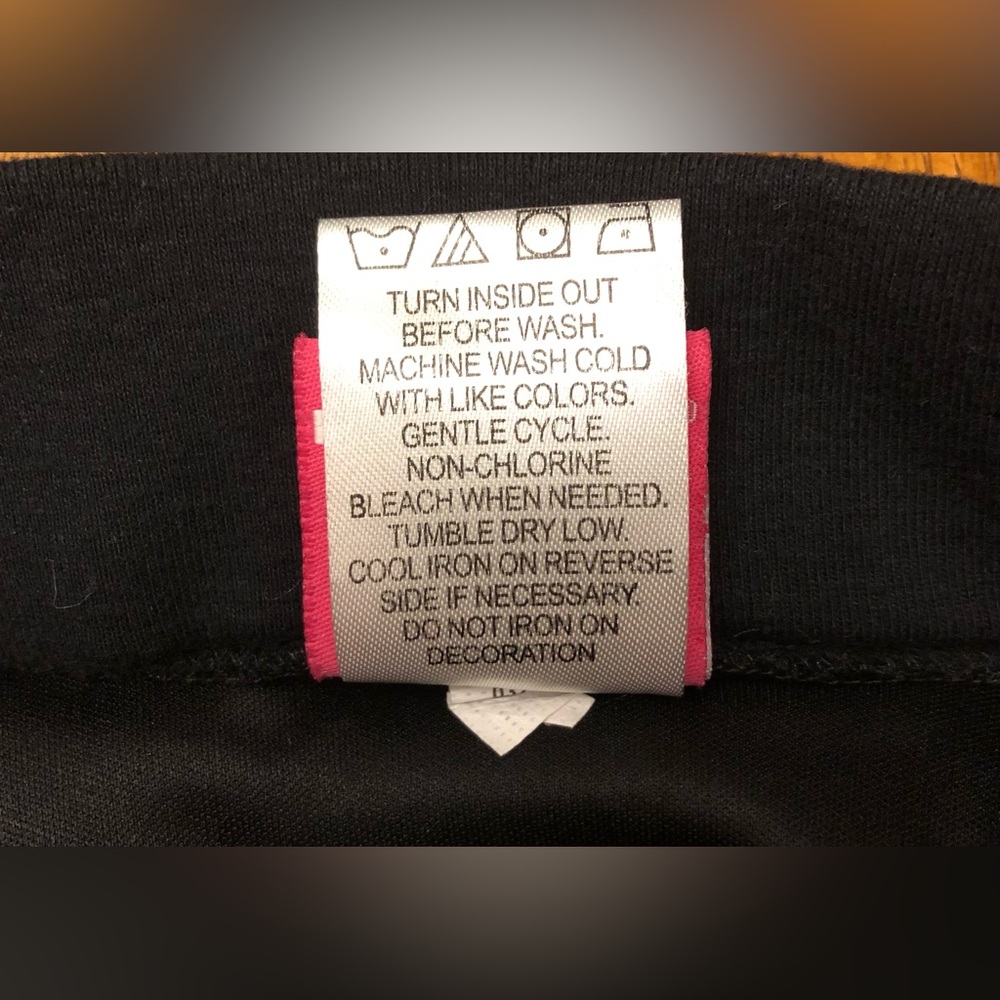 TURN INSIDE OUT
BEFORE WASH.
MACHINE WASH COLD
WITH LIKE COLORS.
GENTLE CYCLE.
NON-CHLORINE
BLEACH WHEN NEEDED.
TUMBLE DRY LOW.
COOL IRON ON REVERSE
SIDE IF NECESSARY.
DO NOT IRON ON
DECORATION